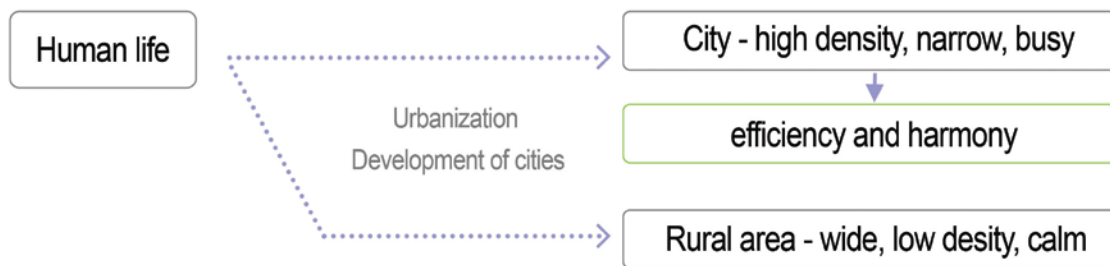 Human life
City - high density, narrow, busy
Urbanization
Development of cities
efficiency and harmony
Rural area - wide, low desity, calm